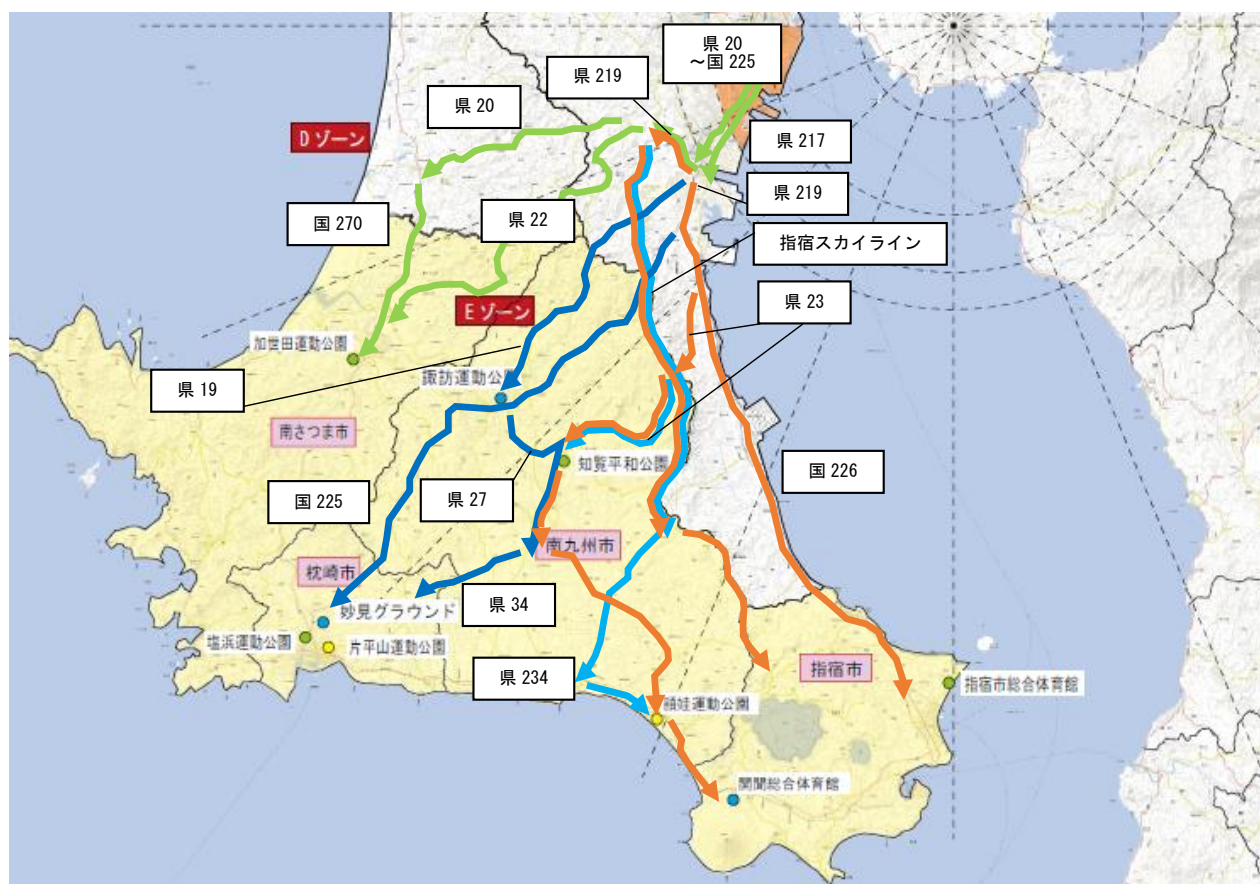 県 20
～国 225
県 219
県 20
Dゾーン
県 217
県 219
国 270
県 22
指宿スカイライン
県 23
Eゾーン
加世田運動公園
県 19
諏訪運動公園
南さつま市
知覧平和公園
国 226
国 225
県 27
南九州市
枕崎市
県 34
妙見グラウンド
塩浜運動公園
片平山運動公園
県 234
指宿市
指宿市総合体育館
頴娃運動公園
開聞総合体育館